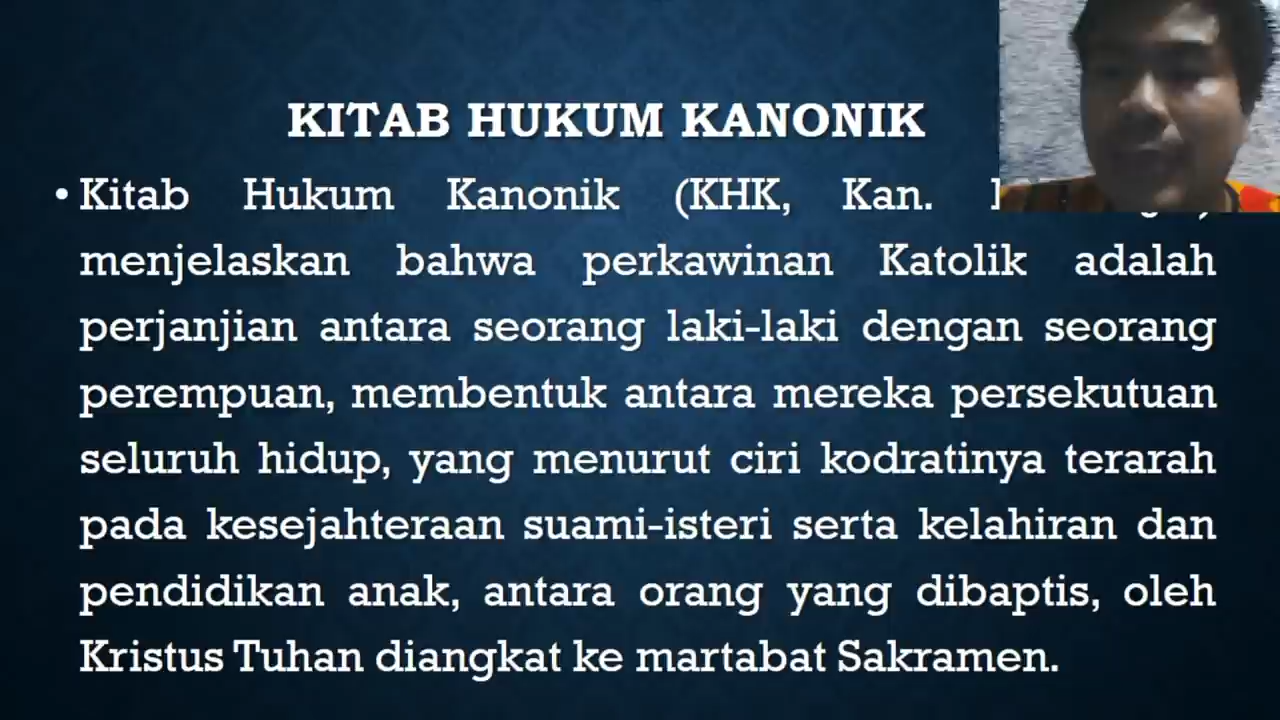 KITAB HUKUM KANONIK
• Kitab Hukum Kanonik (KHK, Kan.
menjelaskan bahwa perkawinan Katolik adalah
perjanjian antara seorang laki-laki dengan seorang
perempuan, membentuk antara mereka persekutuan
seluruh hidup, yang menurut ciri kodratinya terarah
pada kesejahteraan suami-isteri serta kelahiran dan
pendidikan anak, antara orang yang dibaptis, oleh
Kristus Tuhan diangkat ke martabat Sakramen.